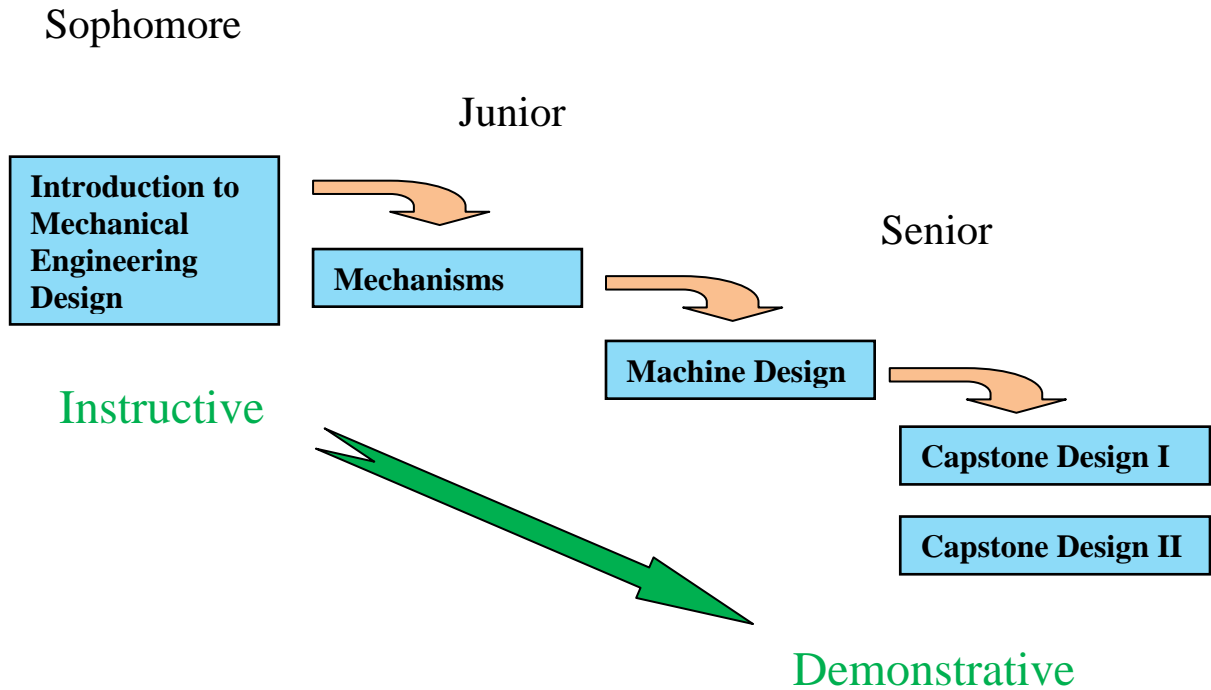 Sophomore
Junior
Introduction to
Mechanical
Engineering
Design
Senior
Mechanisms
Machine Design
Instructive
Capstone Design I
Capstone Design II
Demonstrative